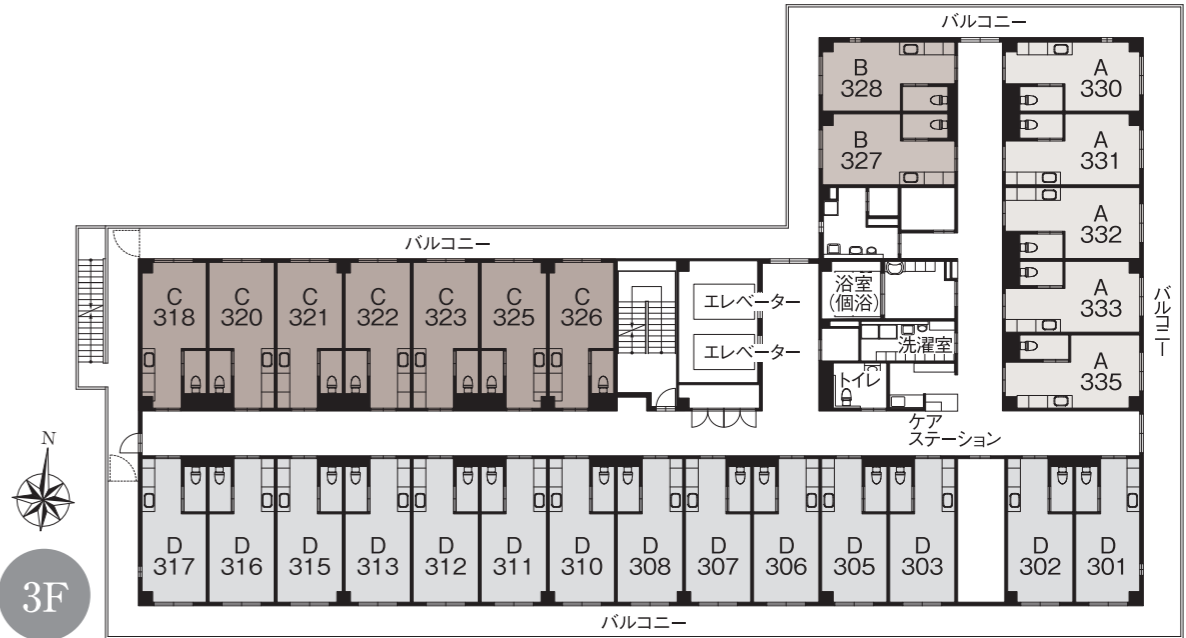 バルコニー
B
328
A
330
B
327
A
331
A
332
バルコニー
C
318
C
320
C
321
C
322
C
323
C
325
C
326
エレベーター
エレベーター
浴室
(個浴)
洗濯室
トイレ
ケア
ステーション
A
333
A
335
バルコニー
N
3F
D
317
D
316
D
315
D
313
D
312
D
311
D
310
D
308
D
307
D
306
D
305
D
303
D
302
D
301
バルコニー